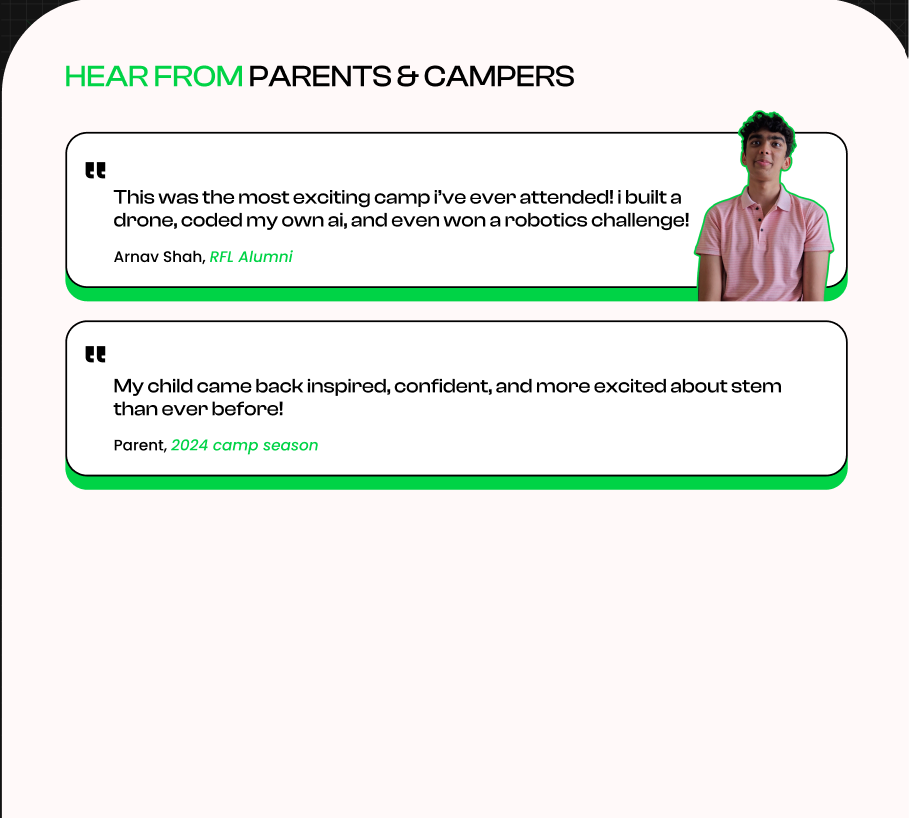 HEAR FROM PARENTS & CAMPERS
"
This was the most exciting camp i've ever attended! i built a
drone, coded my own ai, and even won a robotics challenge!
Arnav Shah, RFL Alumni
"
My child came back inspired, confident, and more excited about stem
than ever before!
Parent, 2024 camp season